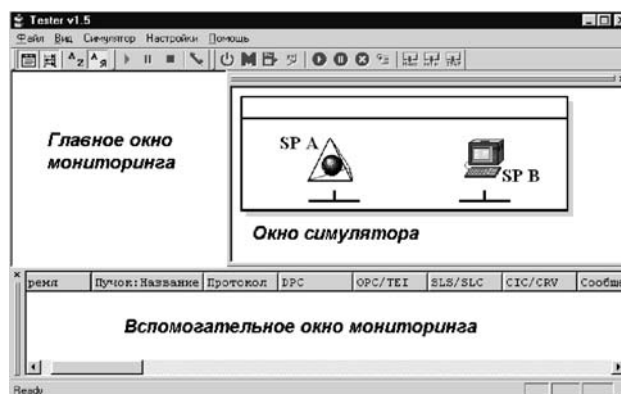 Tester v1.5
Файл Вид Симулятор Настройки Помощь
Главное окно
мониторинга
SP A
SP B
Окно симулятора
ремя Пучок:Название Протокол DPC OPC/TEI SLS/SLC CIC/CRV Сообще
Вспомогательное окно мониторинга
Ready